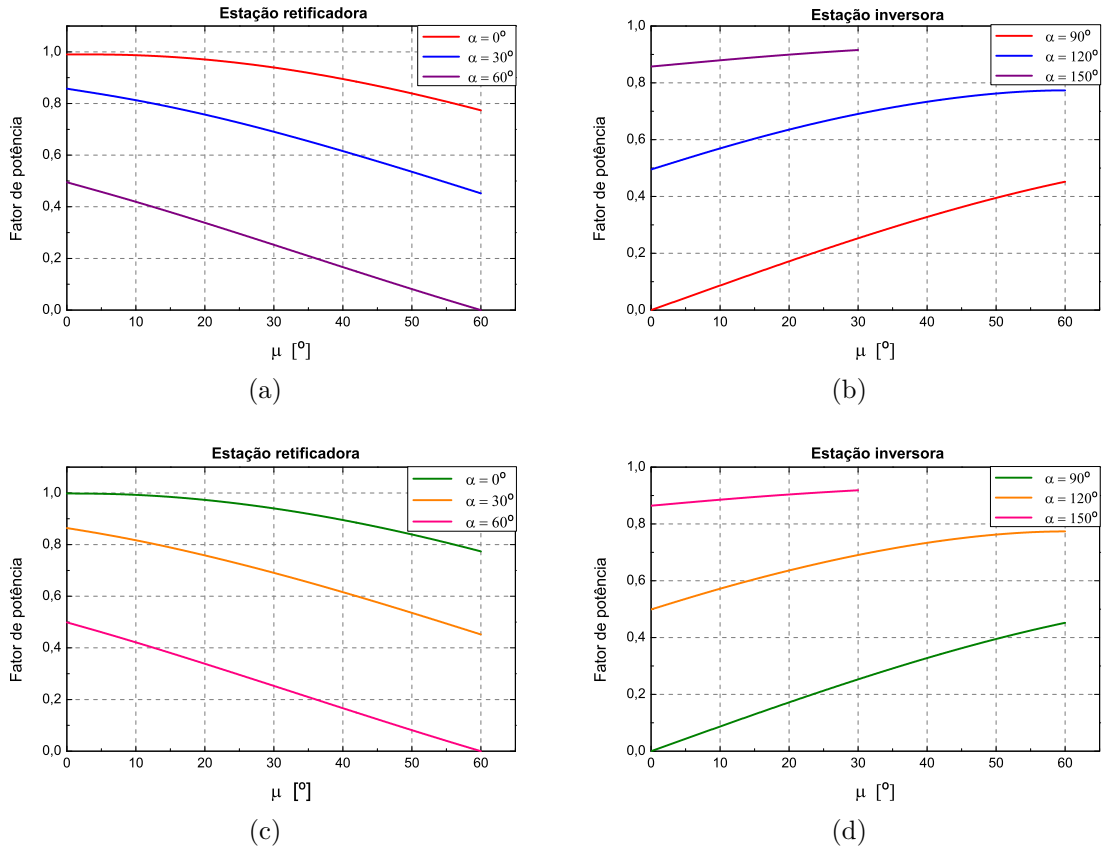 Estação retificadora
α = 0º
α = 30º
α = 60º
1,0
0,8
0,6
0,4
0,2
0,0
Fator de potência
0 10 20 30 40 50 60
μ [º]
(a)
Estação inversora
α = 90º
α = 120º
α = 150º
1,0
0,8
0,6
0,4
0,2
0,0
Fator de potência
0 10 20 30 40 50 60
μ [º]
(b)
Estação retificadora
α = 0º
α = 30º
α = 60º
1,0
0,8
0,6
0,4
0,2
0,0
Fator de potência
0 10 20 30 40 50 60
μ [º]
(c)
Estação inversora
α = 90º
α = 120º
α = 150º
1,0
0,8
0,6
0,4
0,2
0,0
Fator de potência
0 10 20 30 40 50 60
μ [º]
(d)